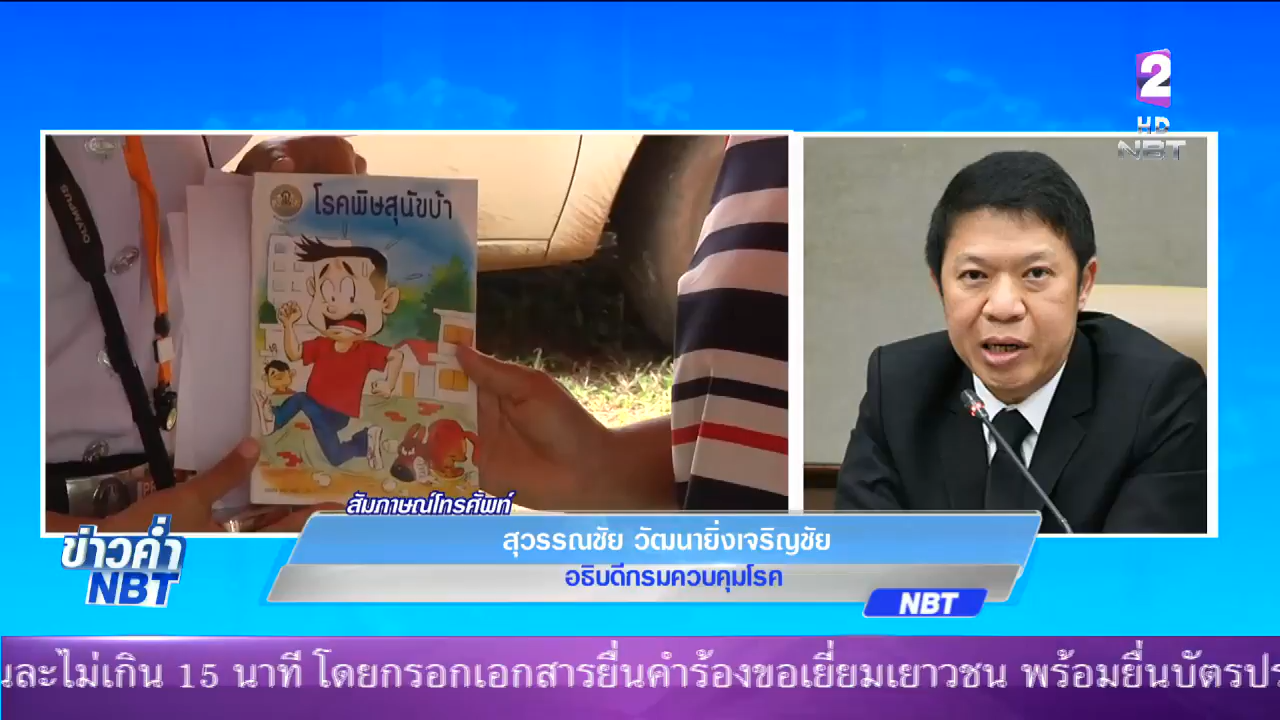 2
HD
NBT
OLYMPUS
โรคพิษสุนัขบ้า
สัมภาษณ์โทรศัพท์
สุวรรณชัย วัฒนายิ่งเจริญชัย
อธิบดีกรมควบคุมโรค
NBT
ข่าวค่ำ
NBT
นละไม่เกิน 15 นาที โดยกรอกเอกสารยื่นคำร้องขอเยี่ยมเยาวชน พร้อมยื่นบัตรประ